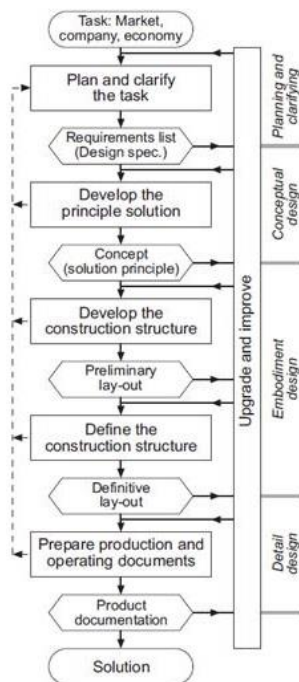 Task: Market,
company, economy
Plan and clarify
the task
Requirements list
(Design spec.)
Develop the
principle solution
Concept
(solution principle)
Develop the
construction structure
Preliminary
lay-out
Define the
construction structure
Definitive
lay-out
Prepare production and
operating documents
Product
documentation
Solution
Upgrade and improve
Planning and
clarifying
Conceptual
design
Embodiment
design
Detail
design